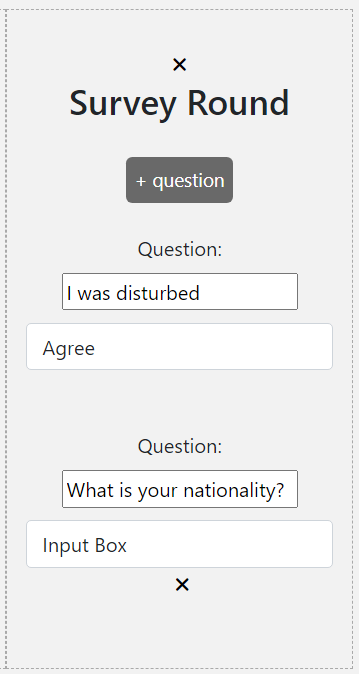 ×
Survey Round
+ question
Question:
I was disturbed
Agree
Question:
What is your nationality?
Input Box
×